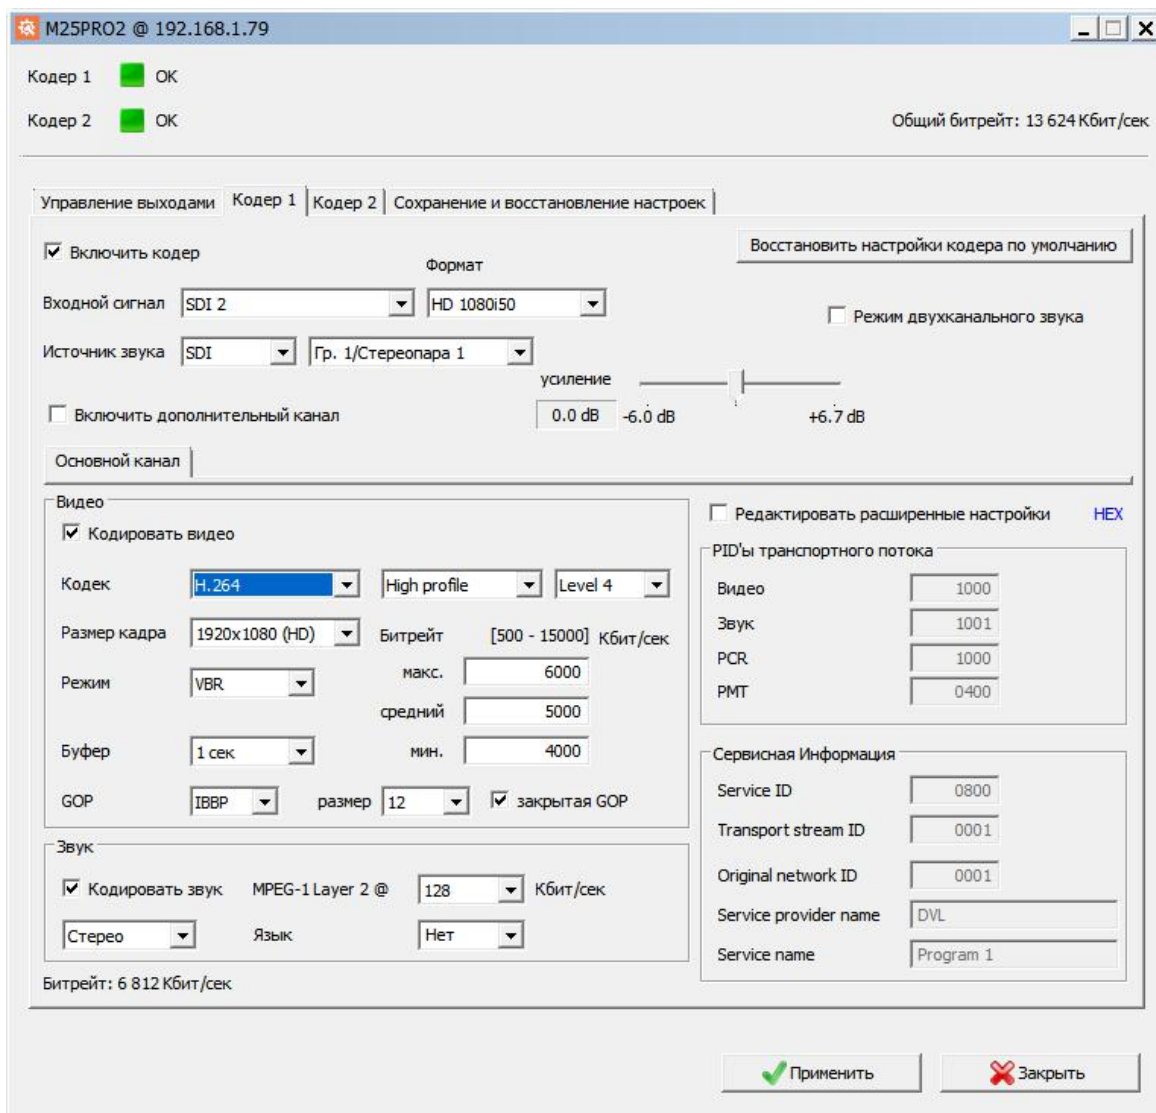 M25PRO2 @ 192.168.1.79
Кодер 1 OK
Кодер 2 OK
Общий битрейт: 13 624 Кбит/сек
Управление выходами Кодер 1 Кодер 2 Сохранение и восстановление настроек
Включить кодер
Восстановить настройки кодера по умолчанию
Формат
Входной сигнал SDI 2 HD 1080i50
Режим двухканального звука
Источник звука SDI Гр. 1/Стереопара 1
усиление
Включить дополнительный канал
0.0 dB -6.0 dB +6.7 dB
Основной канал
Видео
Кодировать видео
Кодек H.264 High profile Level 4
Размер кадра 1920x1080 (HD) Битрейт [500 - 15000] Кбит/сек
макс. 6000
Режим VBR
средний 5000
Буфер 1 сек мин. 4000
GOP IBBP размер 12 закрытая GOP
Звук
Кодировать звук MPEG-1 Layer 2 @ 128 Кбит/сек
Стерео Язык Нет
Битрейт: 6 812 Кбит/сек
Редактировать расширенные настройки HEX
PID'ы транспортного потока
Видео 1000
Звук 1001
PCR 1000
PMT 0400
Сервисная Информация
Service ID 0800
Transport stream ID 0001
Original network ID 0001
Service provider name DVL
Service name Program 1
Применить Закрыть